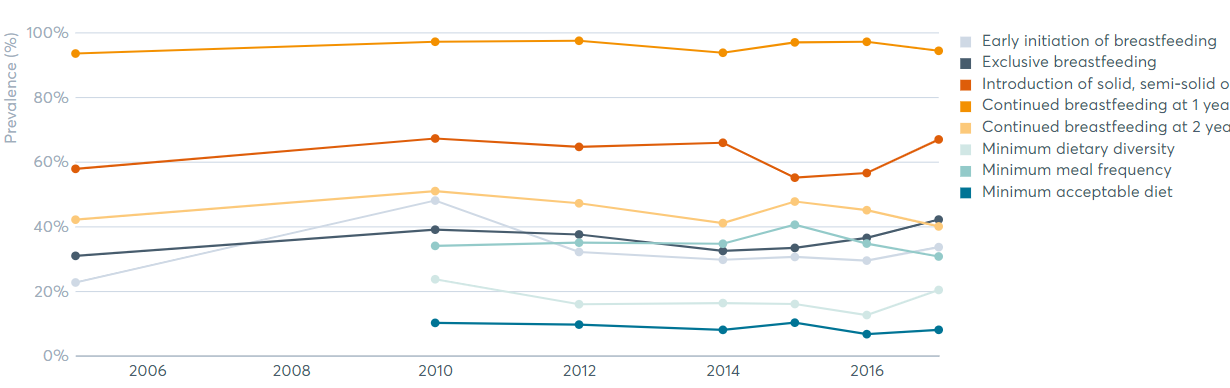 Prevalence (%)
100%
80%
60%
40%
20%
0%
2006 2008 2010 2012 2014 2016
Early initiation of breastfeeding
Exclusive breastfeeding
Introduction of solid, semi-solid o
Continued breastfeeding at 1 yea
Continued breastfeeding at 2 yea
Minimum dietary diversity
Minimum meal frequency
Minimum acceptable diet